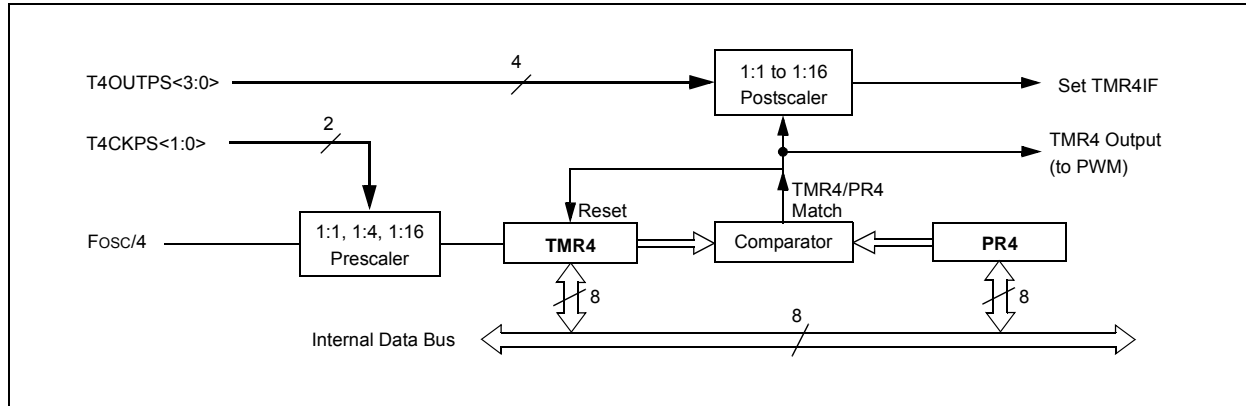 T4OUTPS<3:0>
4
1:1 to 1:16
Postscaler
Set TMR4IF
T4CKPS<1:0>
2
TMR4 Output
(to PWM)
TMR4/PR4
Match
Reset
FOSC/4
1:1, 1:4, 1:16
Prescaler
TMR4
Comparator
PR4
8
8
8
Internal Data Bus